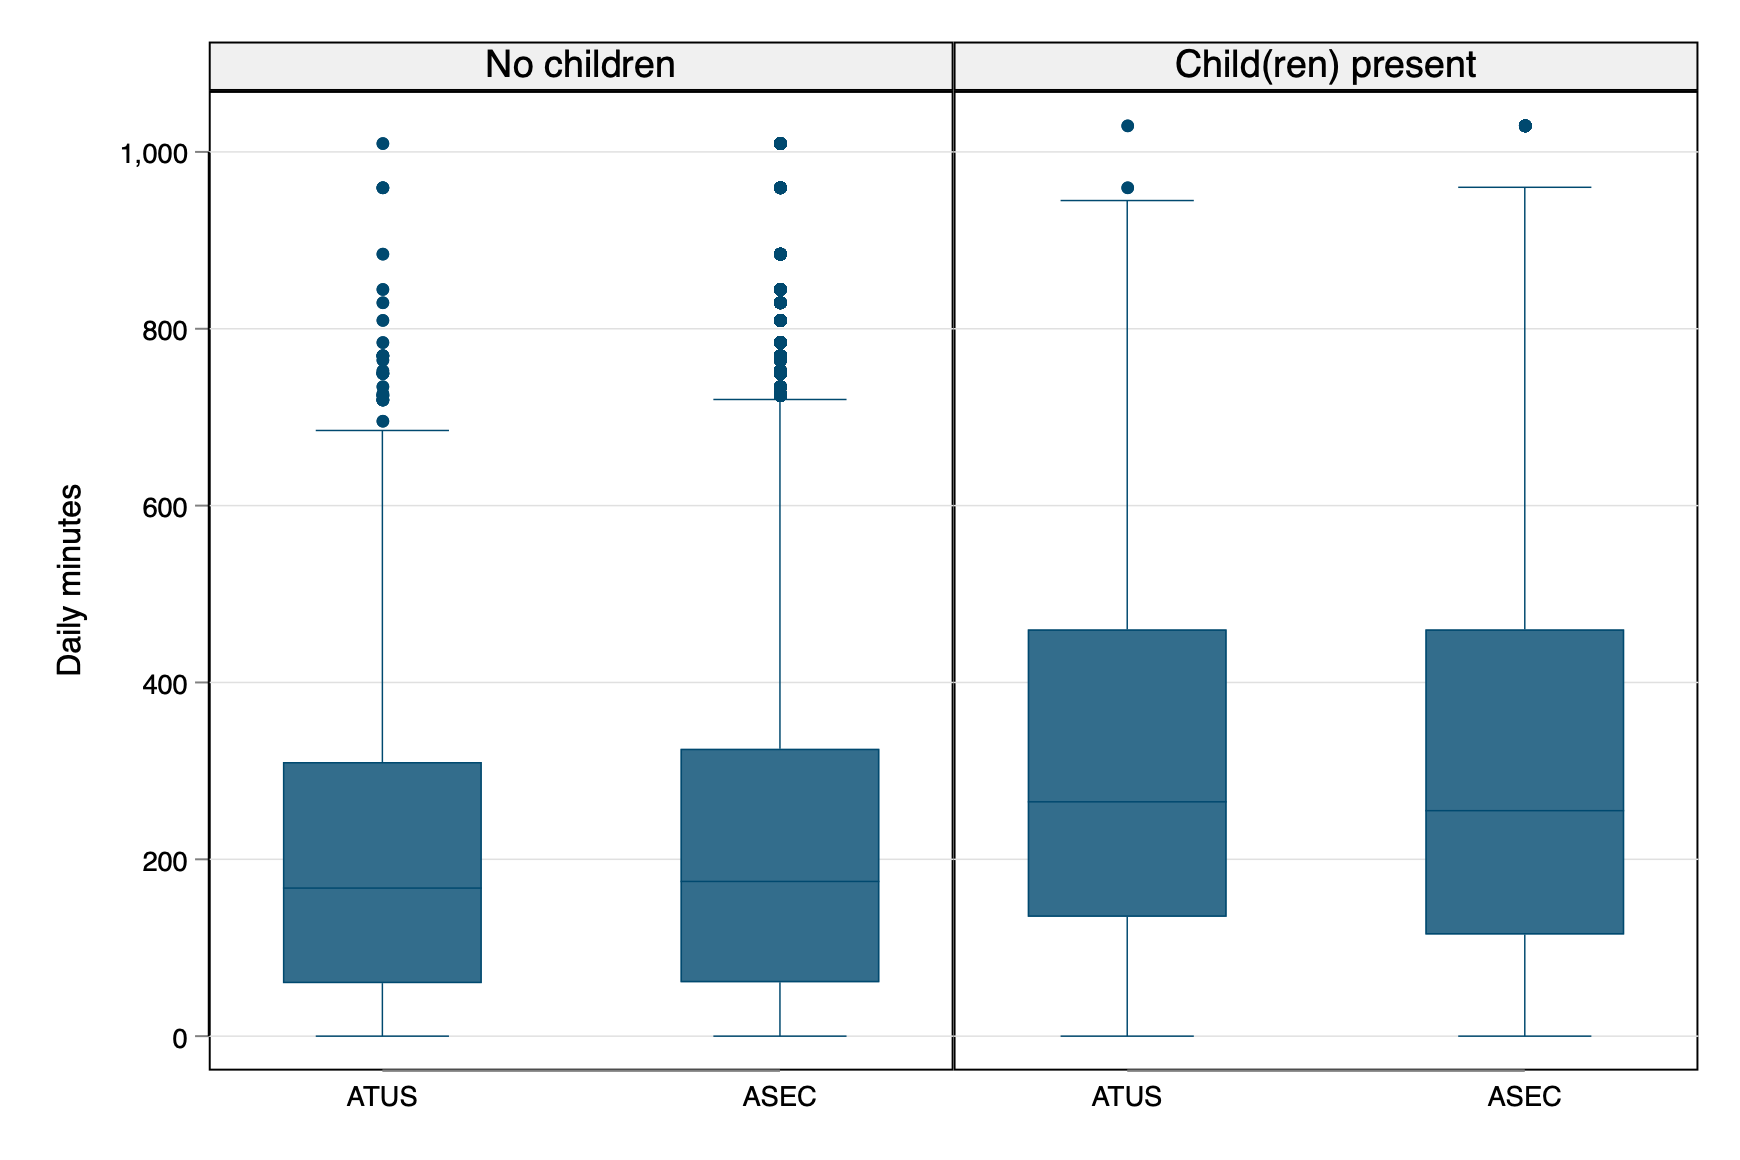 No children
Child(ren) present
Daily minutes
1,000
800
600
400
200
0
ATUS
ASEC
ATUS
ASEC